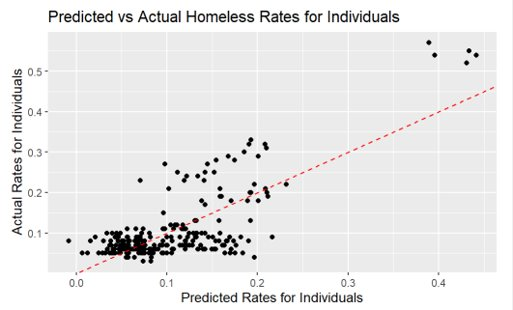 Predicted vs Actual Homeless Rates for Individuals
Actual Rates for Individuals
0.5
0.4
0.3
0.2
0.1
0.0 0.1 0.2 0.3 0.4
Predicted Rates for Individuals